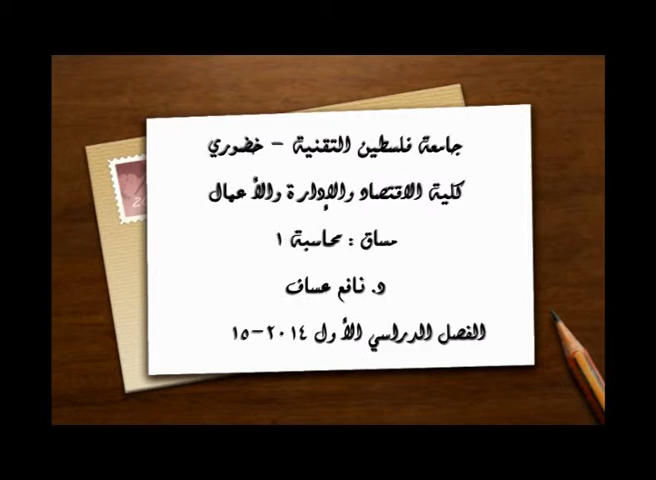 جامعة فلسطين التقنية - خضوري
كلية الاقتصاد والإدارة والأعمال
مساق : محاسبة ١
د. نافع عساف
الفصل الدراسي الأول ٢٠١٤-١٥